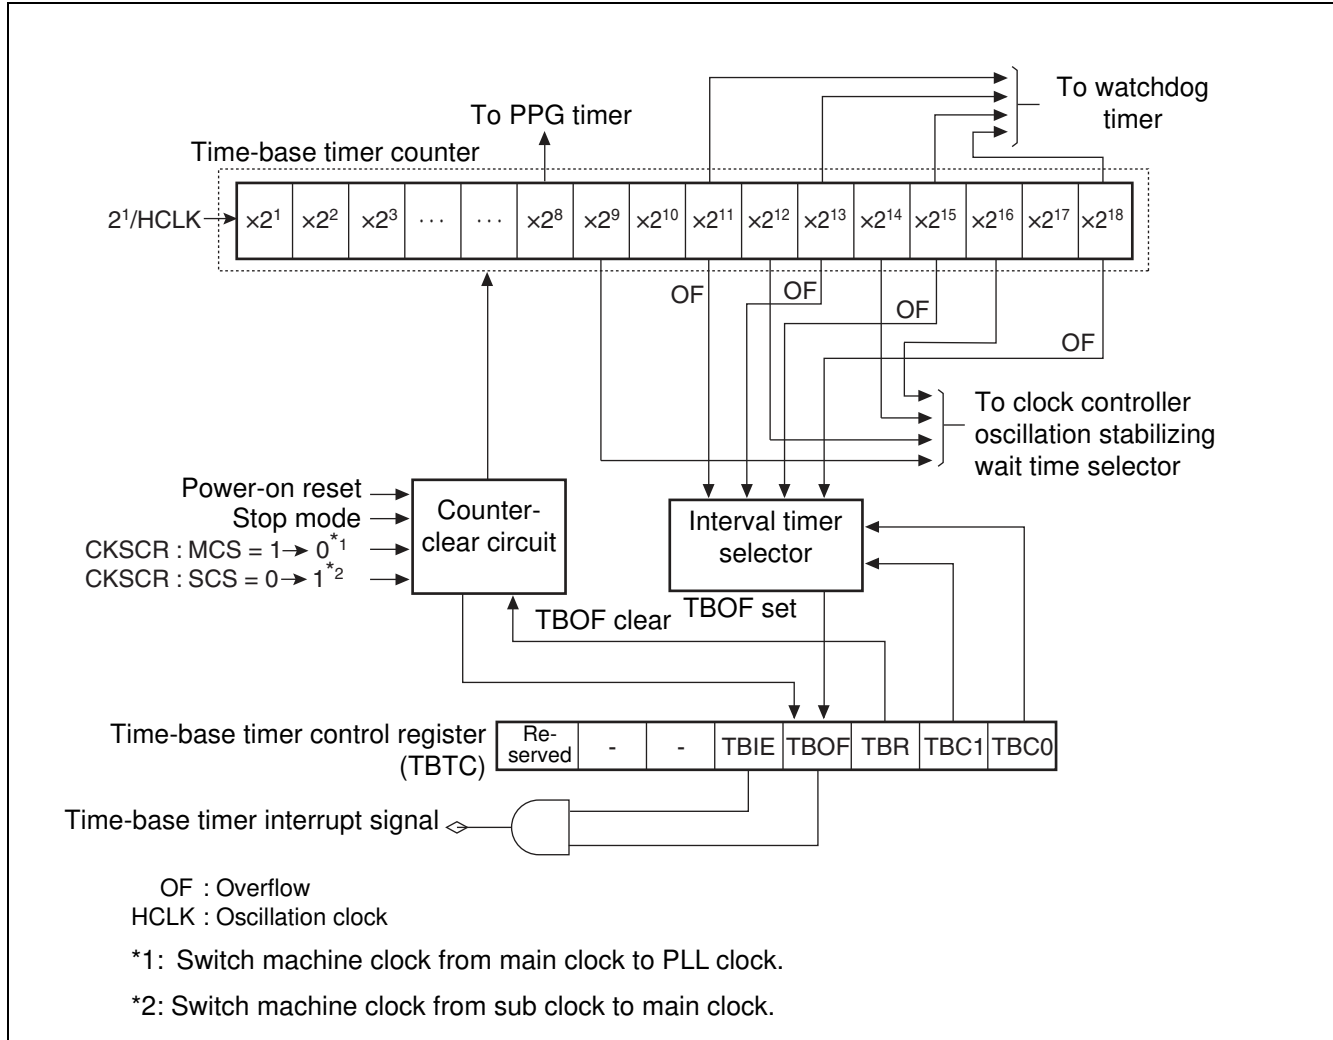 To watchdog
timer
To PPG timer
Time-base timer counter
2¹/HCLK
×2¹ ×2² ×2³ ··· ··· ×2⁸ ×2⁹ ×2¹⁰ ×2¹¹ ×2¹² ×2¹³ ×2¹⁴ ×2¹⁵ ×2¹⁶ ×2¹⁷ ×2¹⁸
OF
OF
OF
OF
To clock controller
oscillation stabilizing
wait time selector
Power-on reset
Stop mode
CKSCR : MCS = 1→0*1
CKSCR : SCS = 0→1*2
Counter-
clear circuit
Interval timer
selector
TBOF clear
TBOF set
Time-base timer control register
(TBTC)
Re-
served
- - TBIE TBOF TBR TBC1 TBC0
Time-base timer interrupt signal
OF : Overflow
HCLK : Oscillation clock
*1: Switch machine clock from main clock to PLL clock.
*2: Switch machine clock from sub clock to main clock.